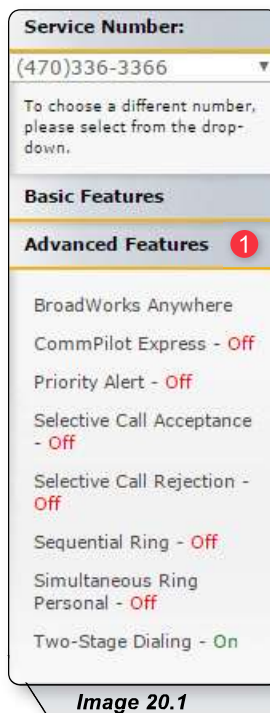 Service Number:
(470)336-3366
To choose a different number,
please select from the drop-
down.
Basic Features
Advanced Features 1
BroadWorks Anywhere
CommPilot Express - Off
Priority Alert - Off
Selective Call Acceptance
- Off
Selective Call Rejection -
Off
Sequential Ring - Off
Simultaneous Ring
Personal - Off
Two-Stage Dialing - On
Image 20.1